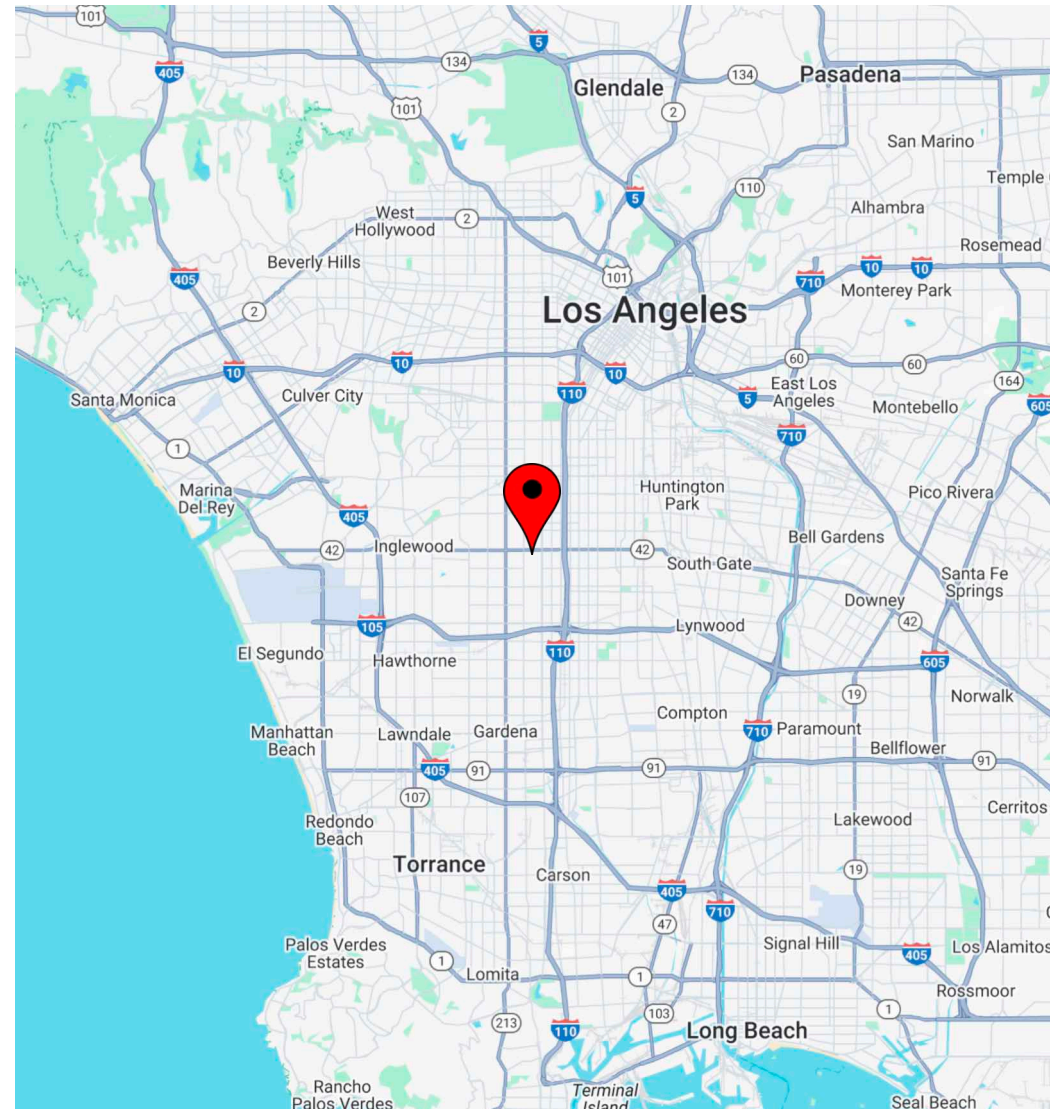 101
5
405
134
Glendale
134
Pasadena
2
101
San Marino
110
Temple
5
Alhambra
West
Hollywood
2
Rosemead
Beverly Hills
405
101
710
10
10
Monterey Park
2
Los Angeles
10
10
10
60
60
East Los
Angeles
164
Santa Monica
Culver City
110
5
Montebello
605
1
710
Marina
Del Rey
Huntington
Park
Pico Rivera
405
Bell Gardens
42
Inglewood
42
South Gate
Santa Fe
Springs
Downey
42
105
Lynwood
El Segundo
Hawthorne
110
605
19
Norwalk
Compton
Manhattan
Beach
Lawndale
Gardena
710
Paramount
Bellflower
405
91
91
91
107
Redondo
Beach
Lakewood
Cerritos
Torrance
Carson
19
405
710
47
Palos Verdes
Estates
Signal Hill
405
Los Alamitos
1
Lomita
1
Rossmoor
213
110
103
1
Long Beach
Rancho
Palos Verdes
Terminal
Island
Seal Beach